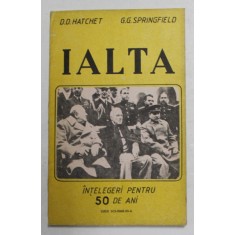 D.D. HATCHET G.G. SPRINGFIELD
IALTA
ÎNȚELEGERI PENTRU
50 DE ANI